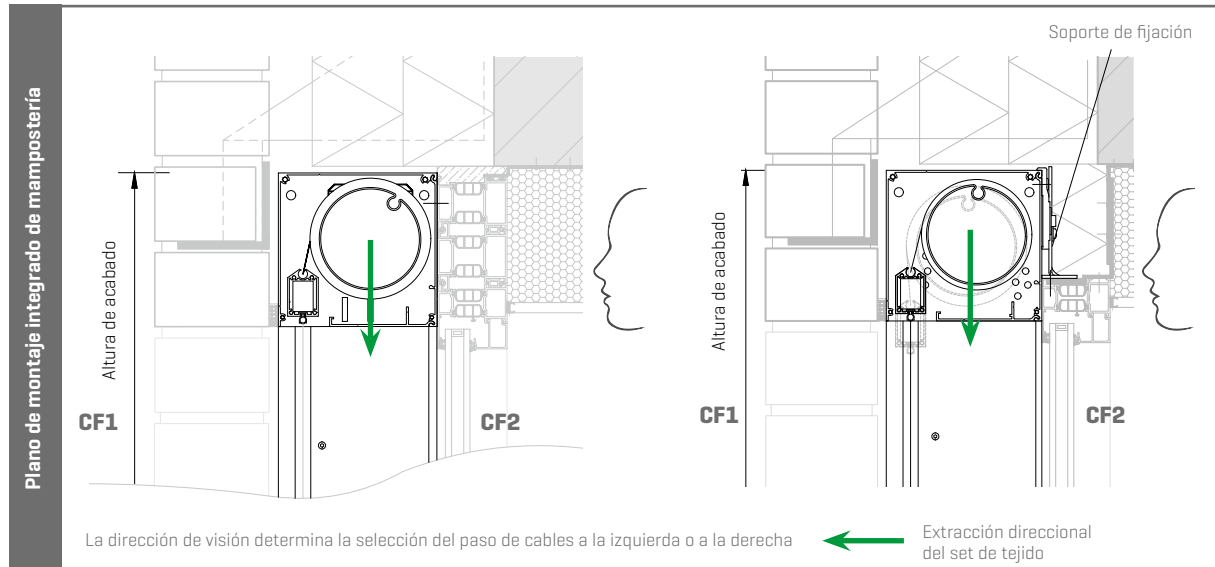 Plano de montaje integrado de mampostería
Soporte de fijación
Altura de acabado
CF1
CF2
Altura de acabado
CF1
CF2
La dirección de visión determina la selección del paso de cables a la izquierda o a la derecha
Extracción direccional
del set de tejido